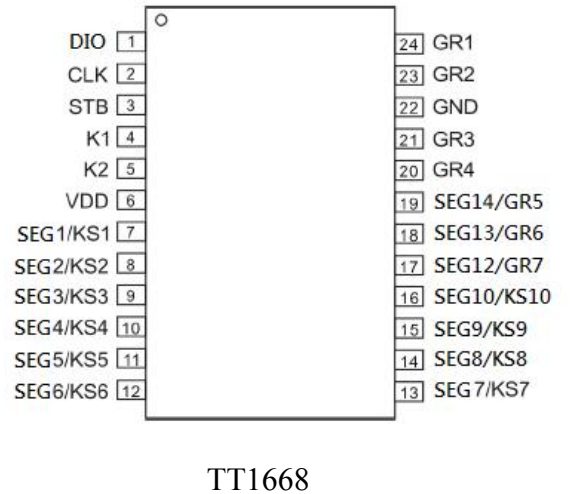 DIO 1 24 GR1
CLK 2 23 GR2
STB 3 22 GND
K1 4 21 GR3
K2 5 20 GR4
VDD 6 19 SEG14/GR5
SEG1/KS1 7 18 SEG13/GR6
SEG2/KS2 8 17 SEG12/GR7
SEG3/KS3 9 16 SEG10/KS10
SEG4/KS4 10 15 SEG9/KS9
SEG5/KS5 11 14 SEG8/KS8
SEG6/KS6 12 13 SEG7/KS7
TT1668